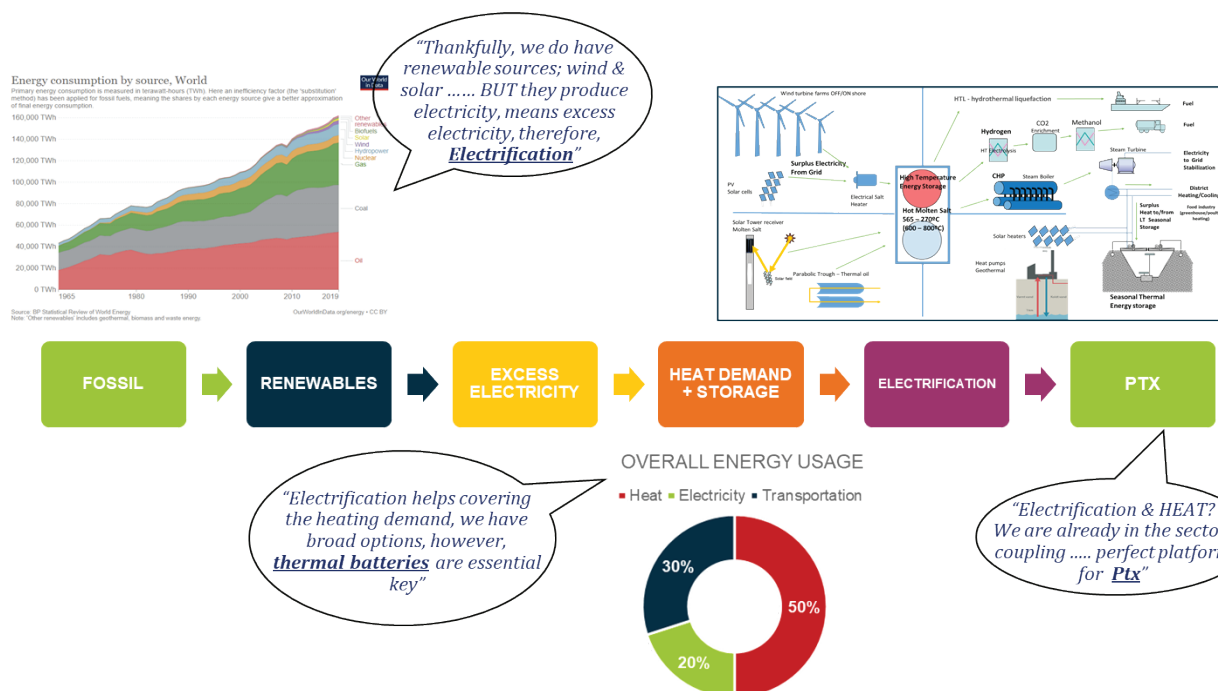 Energy consumption by source, World
Primary energy consumption is measured in terawatt-hours (TWh). Here an inefficiency factor (the 'substitution'
method) has been applied for fossil fuels, meaning the shares by each energy source give a better approximation
of final energy consumption.
Our World
in Data
160,000 TWh
140,000 TWh
120,000 TWh
100,000 TWh
80,000 TWh
60,000 TWh
40,000 TWh
20,000 TWh
0 TWh
1965
1980
1990
2000
2010
2019
Other
renewables
Biofuels
Solar
Wind
Hydropower
Nuclear
Gas
Coal
Oil
Source: BP Statistical Review of World Energy
Note: 'Other renewables' includes geothermal, biomass and waste energy
OurWorldInData.org/energy • CC BY
“Thankfully, we do have
renewable sources; wind &
solar …… BUT they produce
electricity, means excess
electricity, therefore,
Electrification”
Wind turbine farms OFF/ON shore
PV
Solar cells
Surplus Electricity
From Grid
Electrical Salt
Heater
High Temperature
Energy Storage
Hot Molten Salt
565 – 270ºC
(600 – 800ºC)
Solar Tower receiver
Molten Salt
Parabolic Trough – Thermal oil
HTL - hydrothermal liquefaction
Fuel
Hydrogen
HT Electrolysis
CO2
Enrichment
Methanol
Fuel
Steam Turbine
Electricity
to Grid
Stabilization
CHP
Steam Boiler
District
Heating/Cooling
Food industry
heating)
Surplus
Heat to/from
LT Seasonal
Storage
Solar heaters
Heat pumps
Geothermal
Seasonal Thermal
Energy storage
FOSSIL
RENEWABLES
EXCESS
ELECTRICITY
HEAT DEMAND
+ STORAGE
ELECTRIFICATION
PTX
“Electrification helps covering
the heating demand, we have
broad options, however,
thermal batteries are essential
key”
OVERALL ENERGY USAGE
Heat Electricity Transportation
30%
50%
20%
“Electrification & HEAT?
We are already in the secto
coupling ….. perfect platfor
for Ptx”